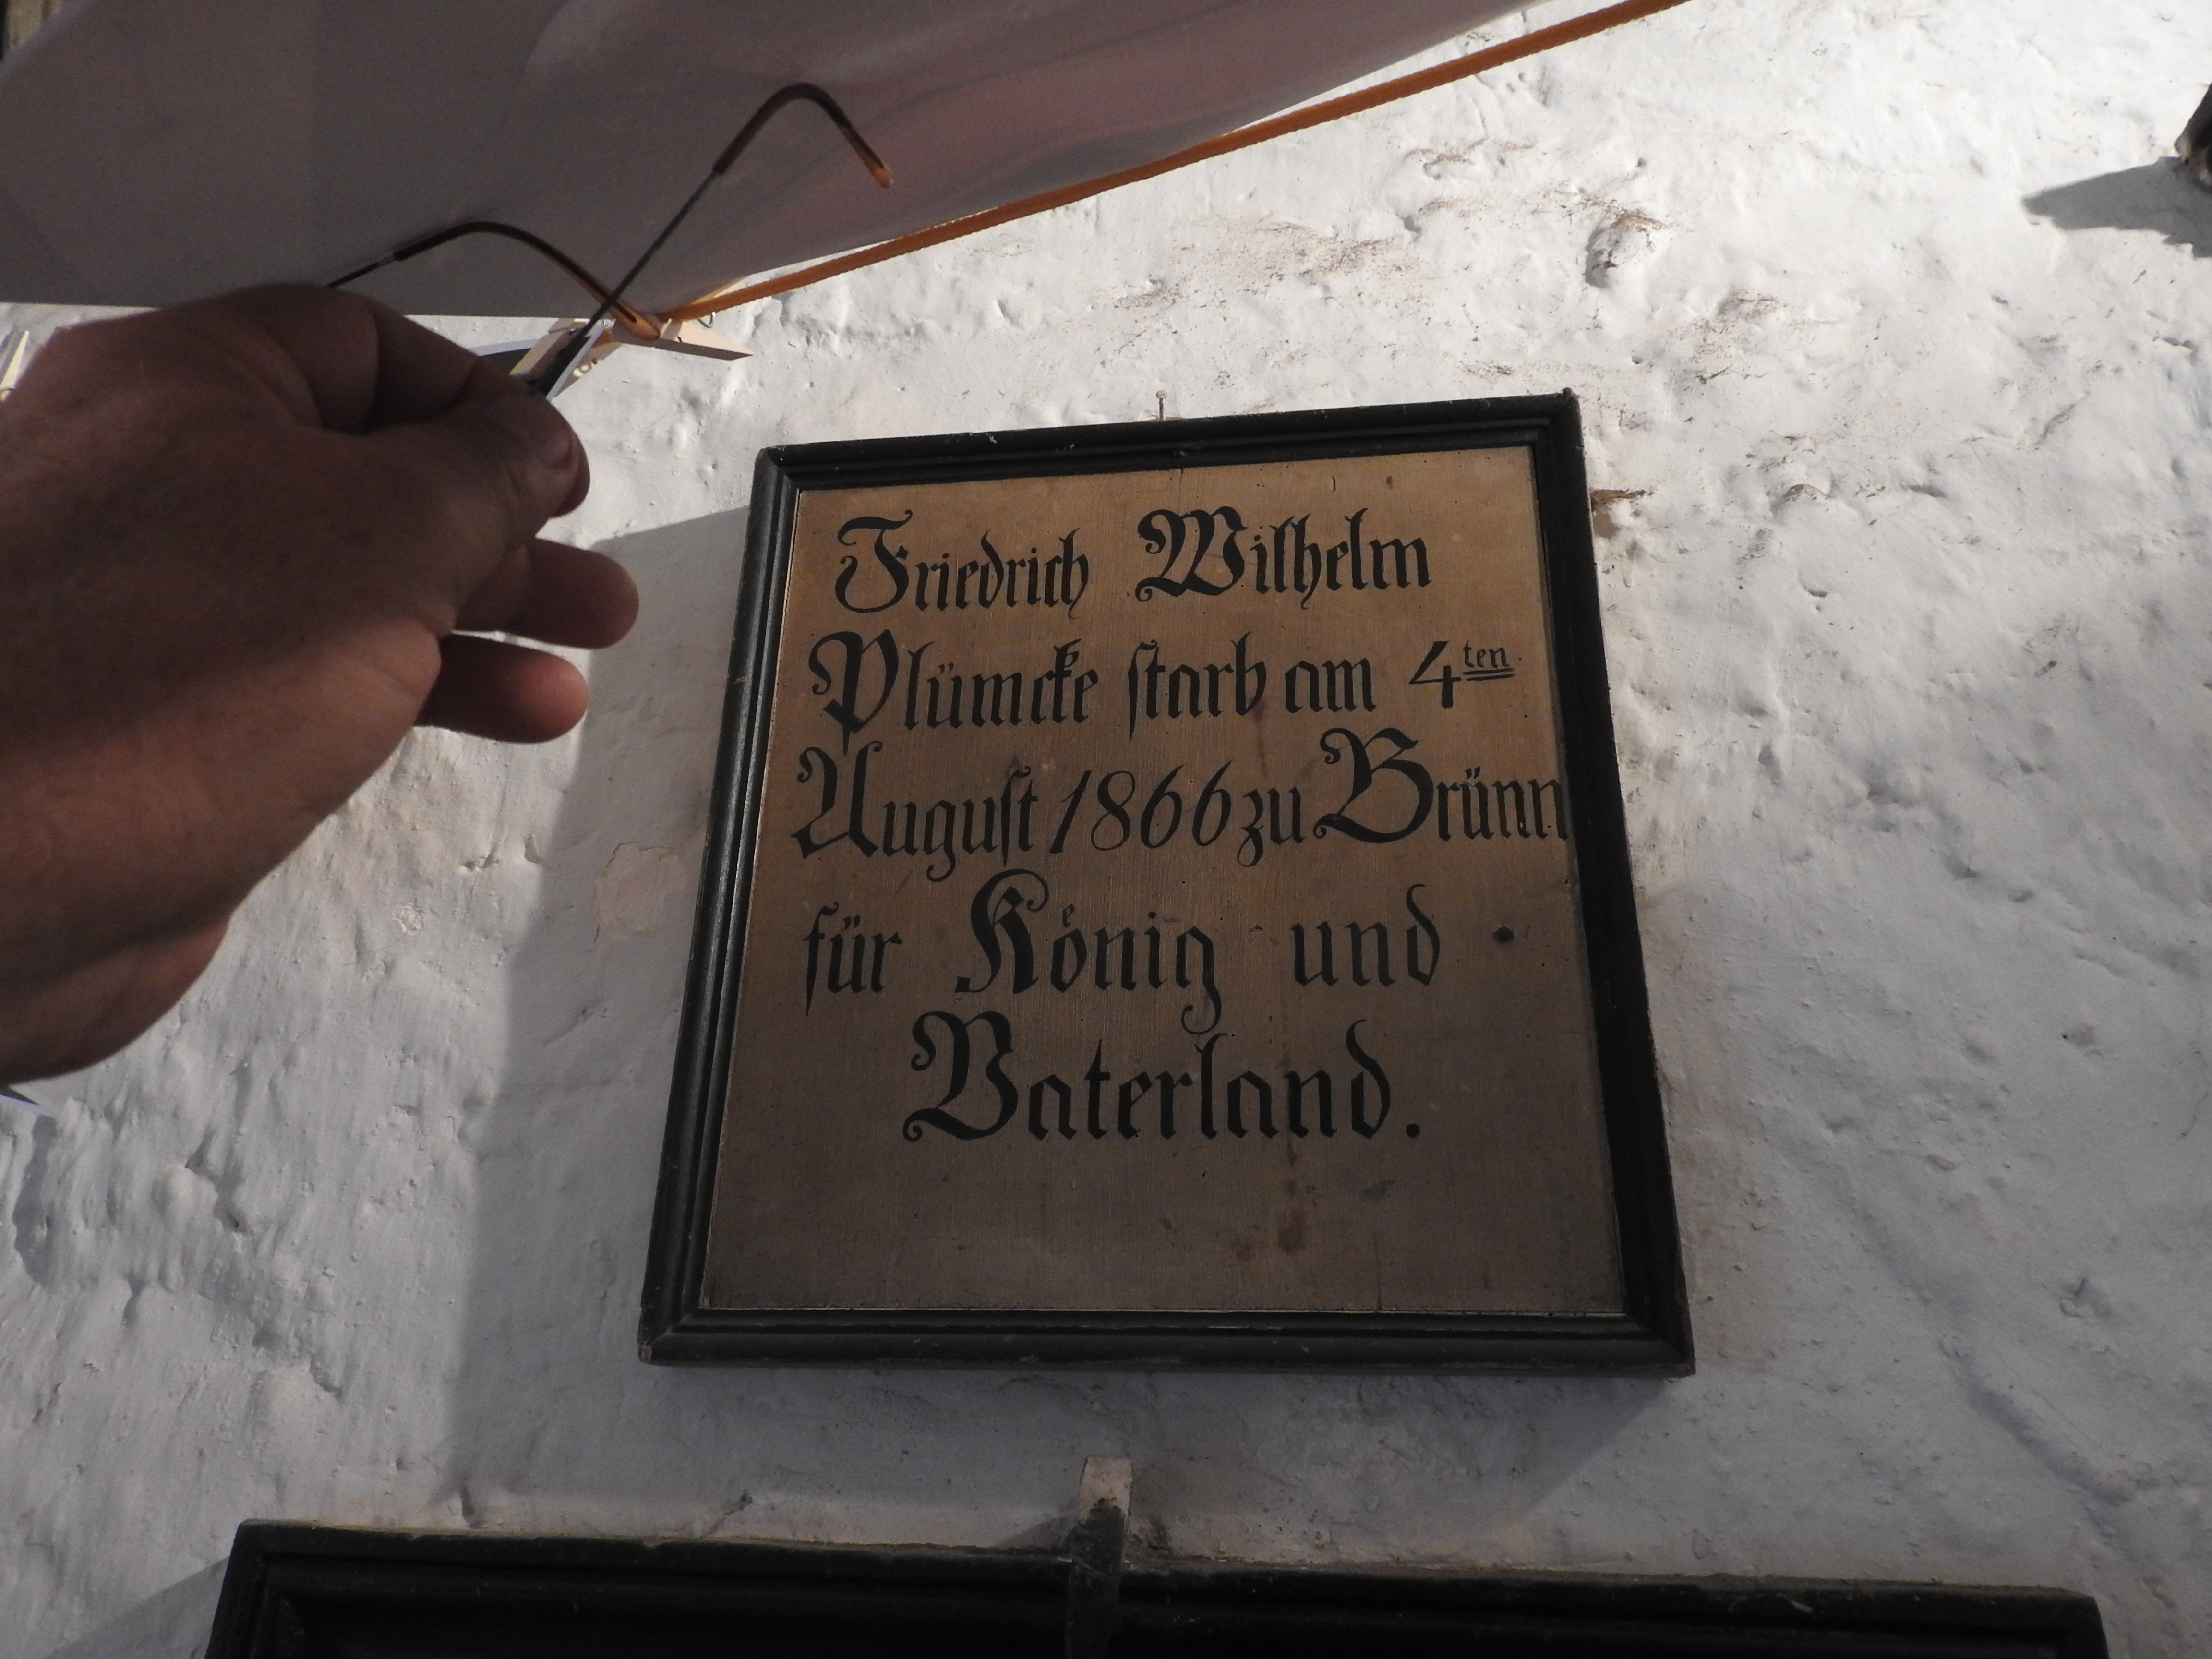 Friedrich Wilhelm
Plümcke starb am 4ten
August 1866 zu Brünn
für König und
Vaterland.